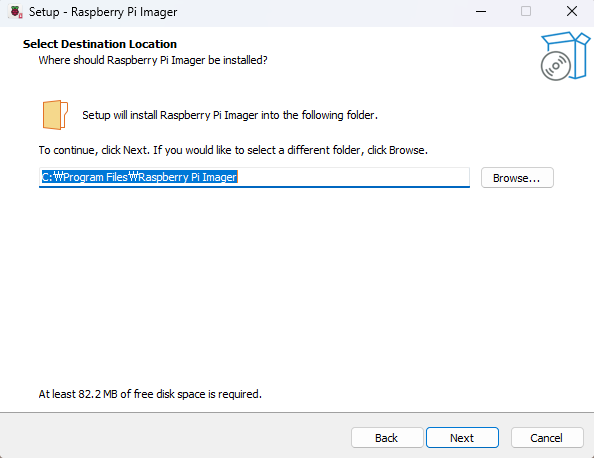 Setup - Raspberry Pi Imager
Select Destination Location
Where should Raspberry Pi Imager be installed?
Setup will install Raspberry Pi Imager into the following folder.
To continue, click Next. If you would like to select a different folder, click Browse.
C:₩Program Files₩Raspberry Pi Imager
Browse...
At least 82.2 MB of free disk space is required.
Back
Next
Cancel